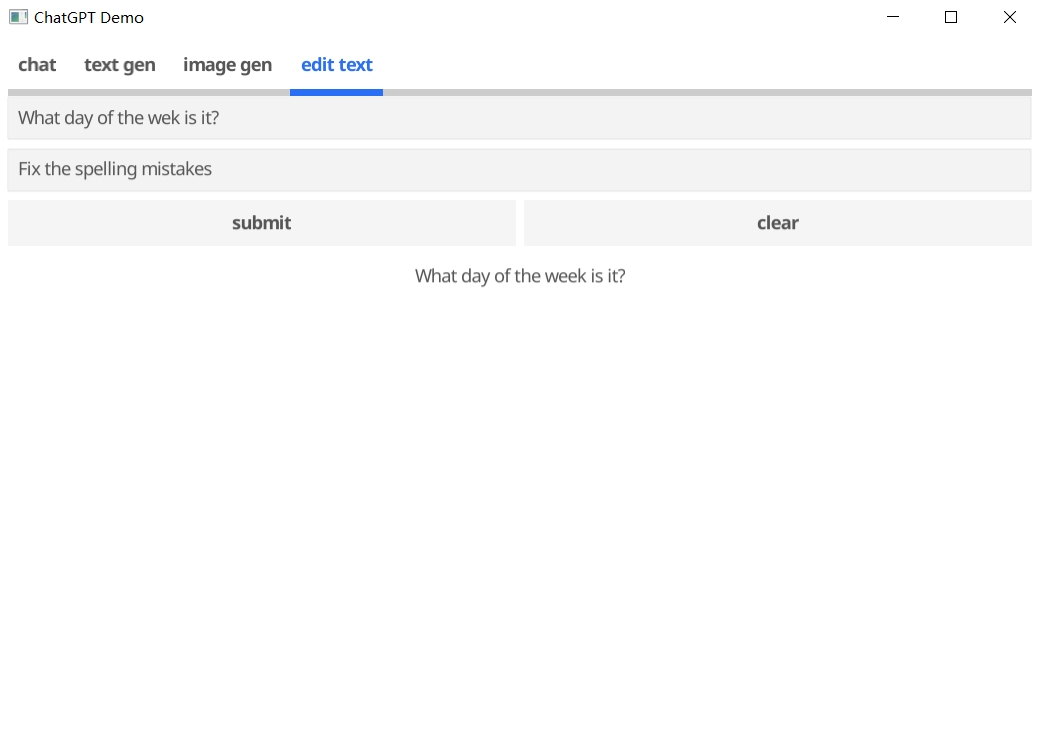 ChatGPT Demo
chat text gen image gen edit text
What day of the wek is it?
Fix the spelling mistakes
submit clear
What day of the week is it?